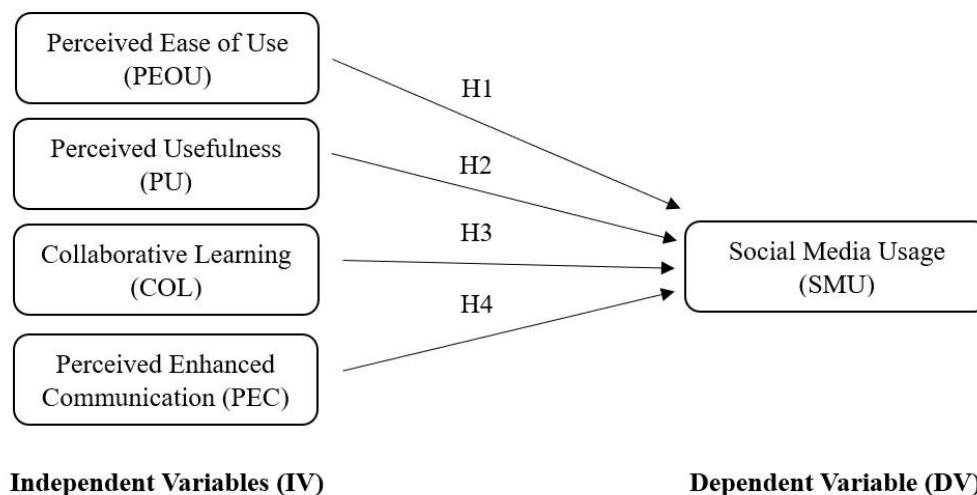 Perceived Ease of Use
(PEOU)
H1
Perceived Usefulness
(PU)
H2
Collaborative Learning
(COL)
H3
Perceived Enhanced
Communication (PEC)
H4
Social Media Usage
(SMU)
Independent Variables (IV)
Dependent Variable (DV)